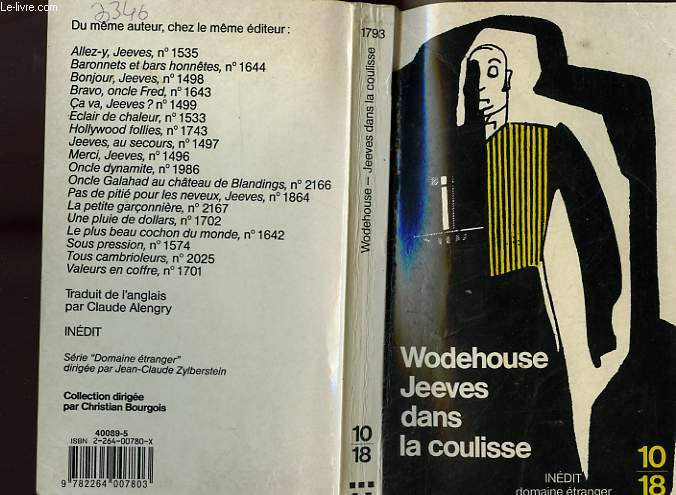 Le-livre.com
2346
Du même auteur, chez le même éditeur :
Allez-y, Jeeves, n° 1535
Baronnets et bars honnêtes, n° 1644
Bonjour, Jeeves, n° 1498
Bravo, oncle Fred, n° 1643
Ça va, Jeeves ? n° 1499
Eclair de chaleur, n° 1533
Hollywood follies, n° 1743
Jeeves, au secours, n° 1497
Merci, Jeeves, n° 1496
Oncle dynamite, n° 1986
Oncle Galahad au château de Blandings, n° 2166
Pas de pitié pour les neveux, Jeeves, n° 1864
La petite garçonnière, n° 2167
Une pluie de dollars, n° 1702
Le plus beau cochon du monde, n° 1642
Sous pression, n° 1574
Tous cambrioleurs, n° 2025
Valeurs en coffre, n° 1701
Traduit de l'anglais
par Claude Alengry
INÉDIT
Série "Domaine étranger"
dirigée par Jean-Claude Zylberstein
Collection dirigée
par Christian Bourgois
40089-5
ISBN 2-264-00780-X
9 782264 007803
1793
Wodehouse – Jeeves dans la coulisse
10
18
Wodehouse
Jeeves
dans
la coulisse
INÉDIT
domaine étranger
10
18